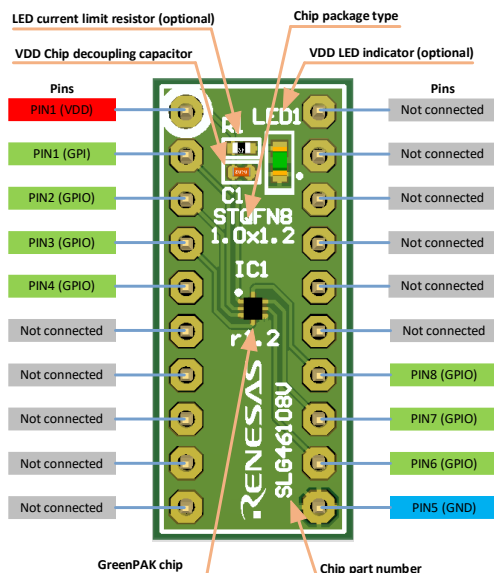 LED current limit resistor (optional)
Chip package type
VDD Chip decoupling capacitor
VDD LED indicator (optional)
Pins
Pins
PIN1 (VDD)
Not connected
PIN1 (GPI)
Not connected
PIN2 (GPIO)
Not connected
PIN3 (GPIO)
Not connected
PIN4 (GPIO)
Not connected
Not connected
Not connected
Not connected
PIN8 (GPIO)
Not connected
PIN7 (GPIO)
Not connected
PIN6 (GPIO)
Not connected
PIN5 (GND)
R1
LED1
C1
STQFN8
1.0x1.2
IC1
r1.2
RENESAS
SLG46108V
GreenPAK chip
Chip part number